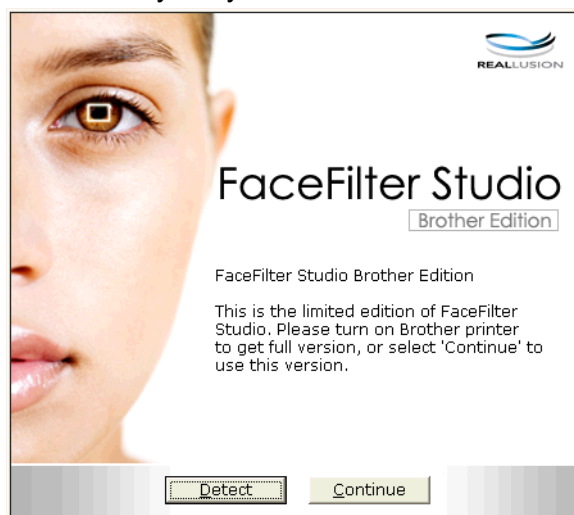 REALLUSION
FaceFilter Studio
Brother Edition
FaceFilter Studio Brother Edition
This is the limited edition of FaceFilter
Studio. Please turn on Brother printer
to get full version, or select 'Continue' to
use this version.
Detect
Continue